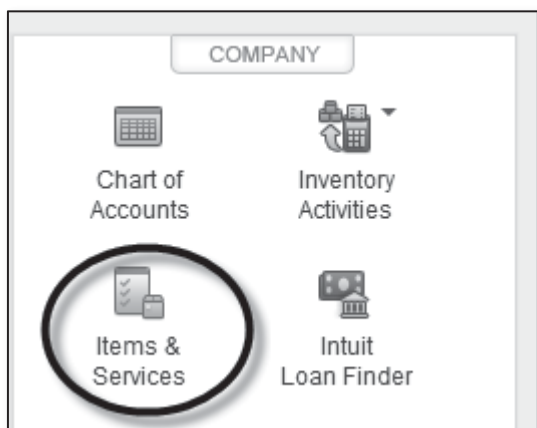 COMPANY
Chart of
Accounts
Inventory
Activities
Items &
Services
Intuit
Loan Finder